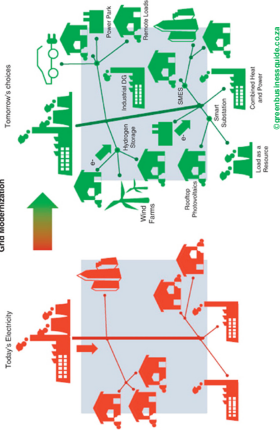 Grid Modernization
Today's Electricity
Tomorrow's choices
Power Park
Remote Loads
Industrial DG
e-
Hydrogen
Storage
Wind
Farms
SMES
e-
Smart
Substation
Rooftop
Photovoltaics
Load as a
Resource
Combined Heat
and Power
©greenbusinessguide.co.za